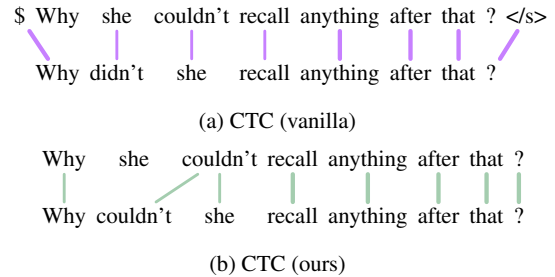 $ Why she couldn't recall anything after that ? </s>
Why didn't she recall anything after that ?
(a) CTC (vanilla)
Why she couldn't recall anything after that ?
Why couldn't she recall anything after that ?
(b) CTC (ours)